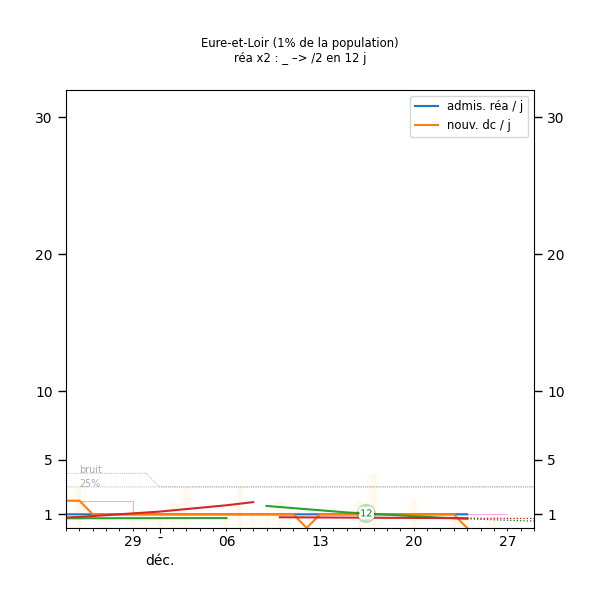 Eure-et-Loir (1% de la population)
réa x2 : _ –> /2 en 12 j
admis. réa / j
nouv. dc / j
30 30
20 20
10 10
5 5
bruit
25%
1 12 1
29 - 06 13 20 27
déc.